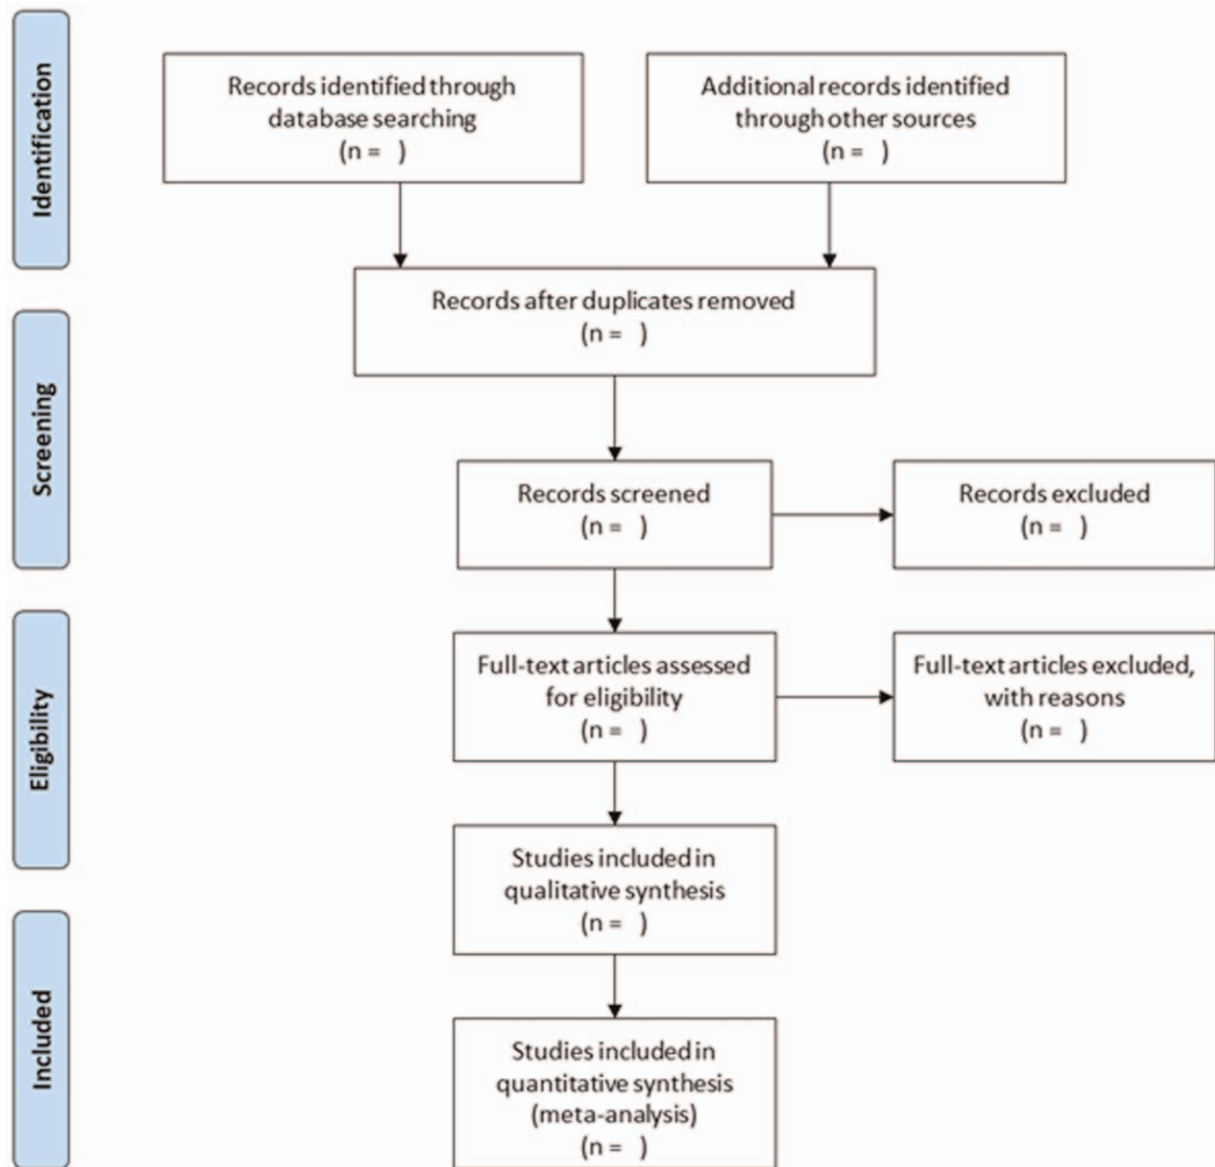 Identification
Records identified through
database searching
(n =   )
Additional records identified
through other sources
(n =   )
Records after duplicates removed
(n =   )
Screening
Records screened
(n =   )
Records excluded
(n =   )
Eligibility
Full-text articles assessed
for eligibility
(n =   )
Full-text articles excluded,
with reasons
(n =   )
Studies included in
qualitative synthesis
(n =   )
Included
Studies included in
quantitative synthesis
(meta-analysis)
(n =   )